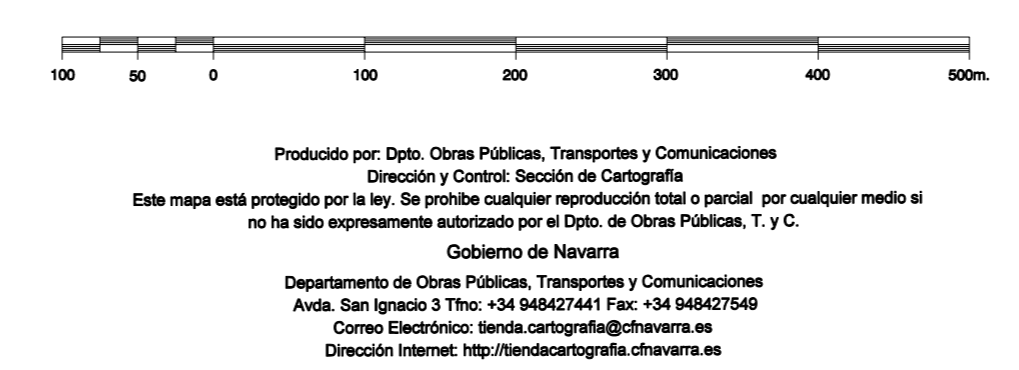 100 50 0 100 200 300 400 500m.
Producido por: Dpto. Obras Públicas, Transportes y Comunicaciones
Dirección y Control: Sección de Cartografía
Este mapa está protegido por la ley. Se prohibe cualquier reproducción total o parcial por cualquier medio si
no ha sido expresamente autorizado por el Dpto. de Obras Públicas, T. y C.
Gobierno de Navarra
Departamento de Obras Públicas, Transportes y Comunicaciones
Avda. San Ignacio 3 Tfno: +34 948427441 Fax: +34 948427549
Correo Electrónico: tienda.cartografia@cfnavarra.es
Dirección Internet: http://tiendacartografia.cfnavarra.es